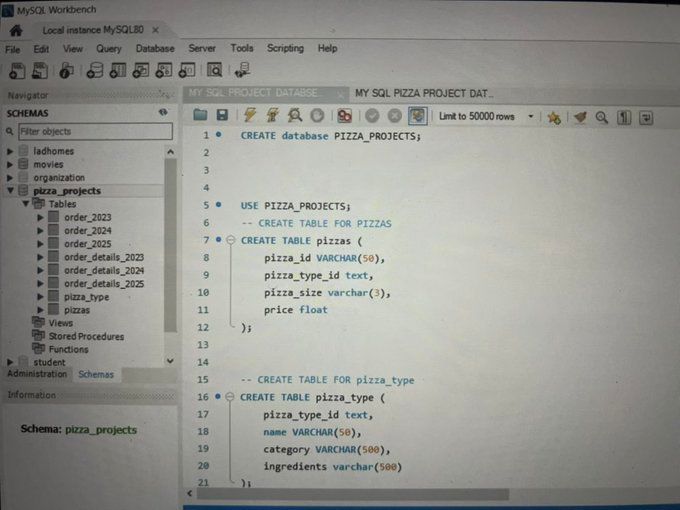 MySQL Workbench
Local instance MySQL80 ×
File Edit View Query Database Server Tools Scripting Help
Navigator
SCHEMAS
Filter objects
ladhomes
movies
organization
pizza_projects
Tables
order_2023
order_2024
order_2025
order_details_2023
order_details_2024
order_details_2025
pizza_type
pizzas
Views
Stored Procedures
Functions
student
Administration Schemas
Information
Schema: pizza_projects
MY SQL PROJECT DATABSE... × MY SQL PIZZA PROJECT DAT...
Limit to 50000 rows
1 CREATE database PIZZA_PROJECTS;
2
3
4
5 USE PIZZA_PROJECTS;
6 -- CREATE TABLE FOR PIZZAS
7 CREATE TABLE pizzas (
8 pizza_id VARCHAR(50),
9 pizza_type_id text,
10 pizza_size varchar(3),
11 price float
12 );
13
14
15 -- CREATE TABLE FOR pizza_type
16 CREATE TABLE pizza_type (
17 pizza_type_id text,
18 name VARCHAR(50),
19 category VARCHAR(500),
20 ingredients varchar(500)
21 );